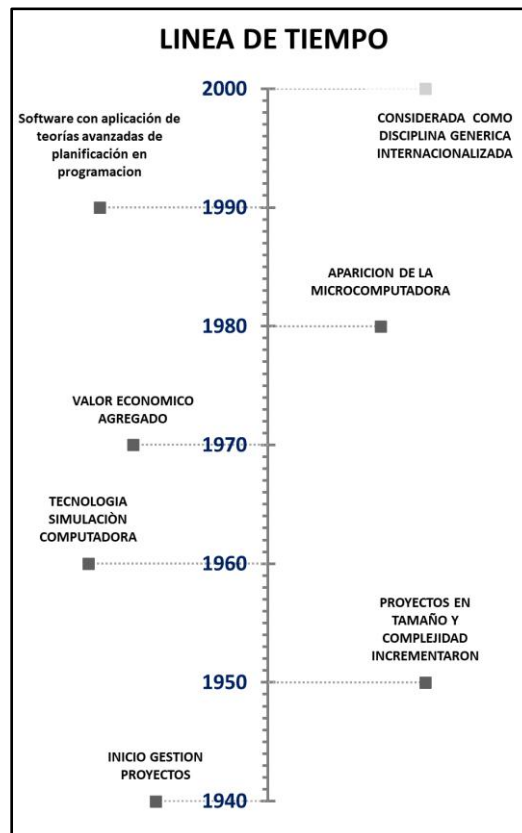 LINEA DE TIEMPO
2000
CONSIDERADA COMO
DISCIPLINA GENERICA
INTERNACIONALIZADA
Software con aplicación de
teorías avanzadas de
planificación en
programacion
1990
APARICION DE LA
MICROCOMPUTADORA
1980
VALOR ECONOMICO
AGREGADO
1970
TECNOLOGIA
SIMULACIÒN
COMPUTADORA
1960
PROYECTOS EN
TAMAÑO Y
COMPLEJIDAD
INCREMENTARON
1950
INICIO GESTION
PROYECTOS
1940